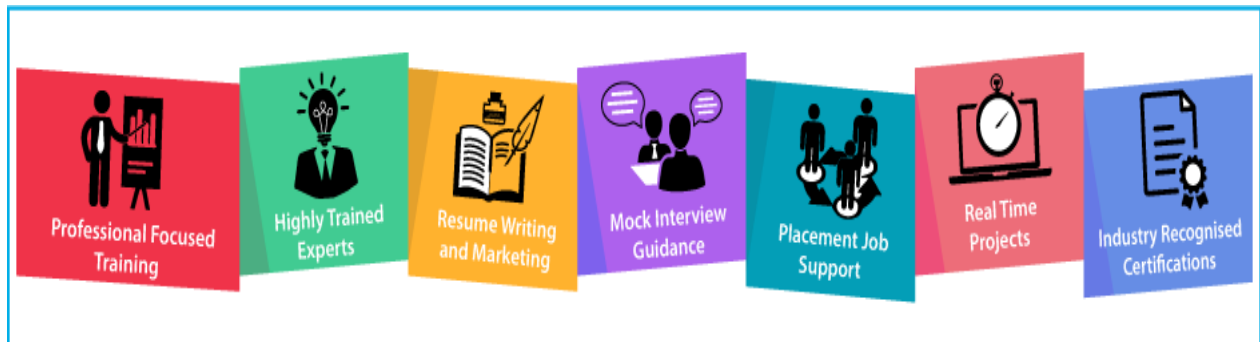 Professional Focused
Training
Highly Trained
Experts
Resume Writing
and Marketing
Mock Interview
Guidance
Placement Job
Support
Real Time
Projects
Industry Recognised
Certifications